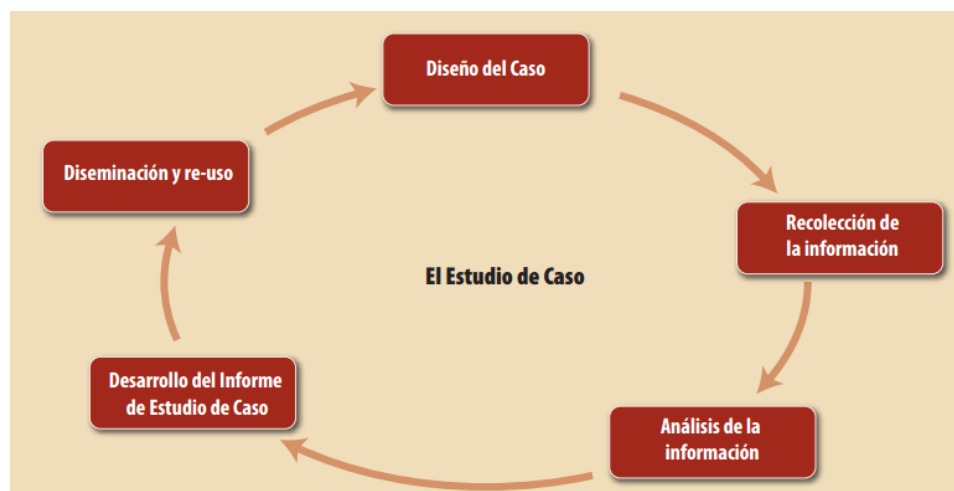 Diseño del Caso
Recolección de
la información
Análisis de la
información
Desarrollo del Informe
de Estudio de Caso
Diseminación y re-uso
El Estudio de Caso